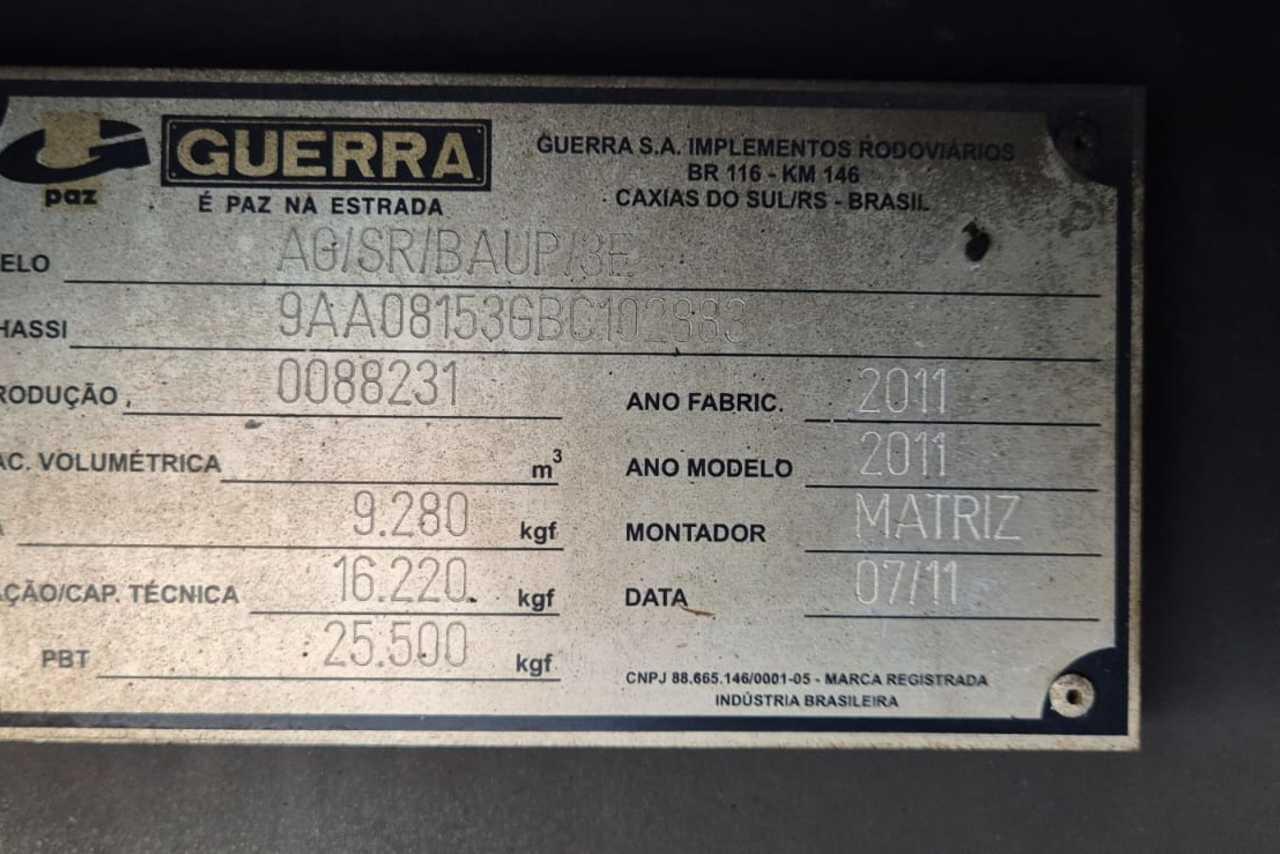 paz
GUERRA
É PAZ NA ESTRADA
GUERRA S.A. IMPLEMENTOS RODOVIÁRIOS
BR 116 - KM 146
CAXIAS DO SUL/RS - BRASIL
ELO AG/SR/BAUP/3E
HASSI 9AA08153GBC102883
RODUÇÃO 0088231
ANO FABRIC. 2011
AC. VOLUMÉTRICA m³
ANO MODELO 2011
A 9.280 kgf
MONTADOR MATRIZ
AÇÃO/CAP. TÉCNICA 16.220 kgf
DATA 07/11
PBT 25.500 kgf
CNPJ 88.665.146/0001-05 - MARCA REGISTRADA
INDÚSTRIA BRASILEIRA